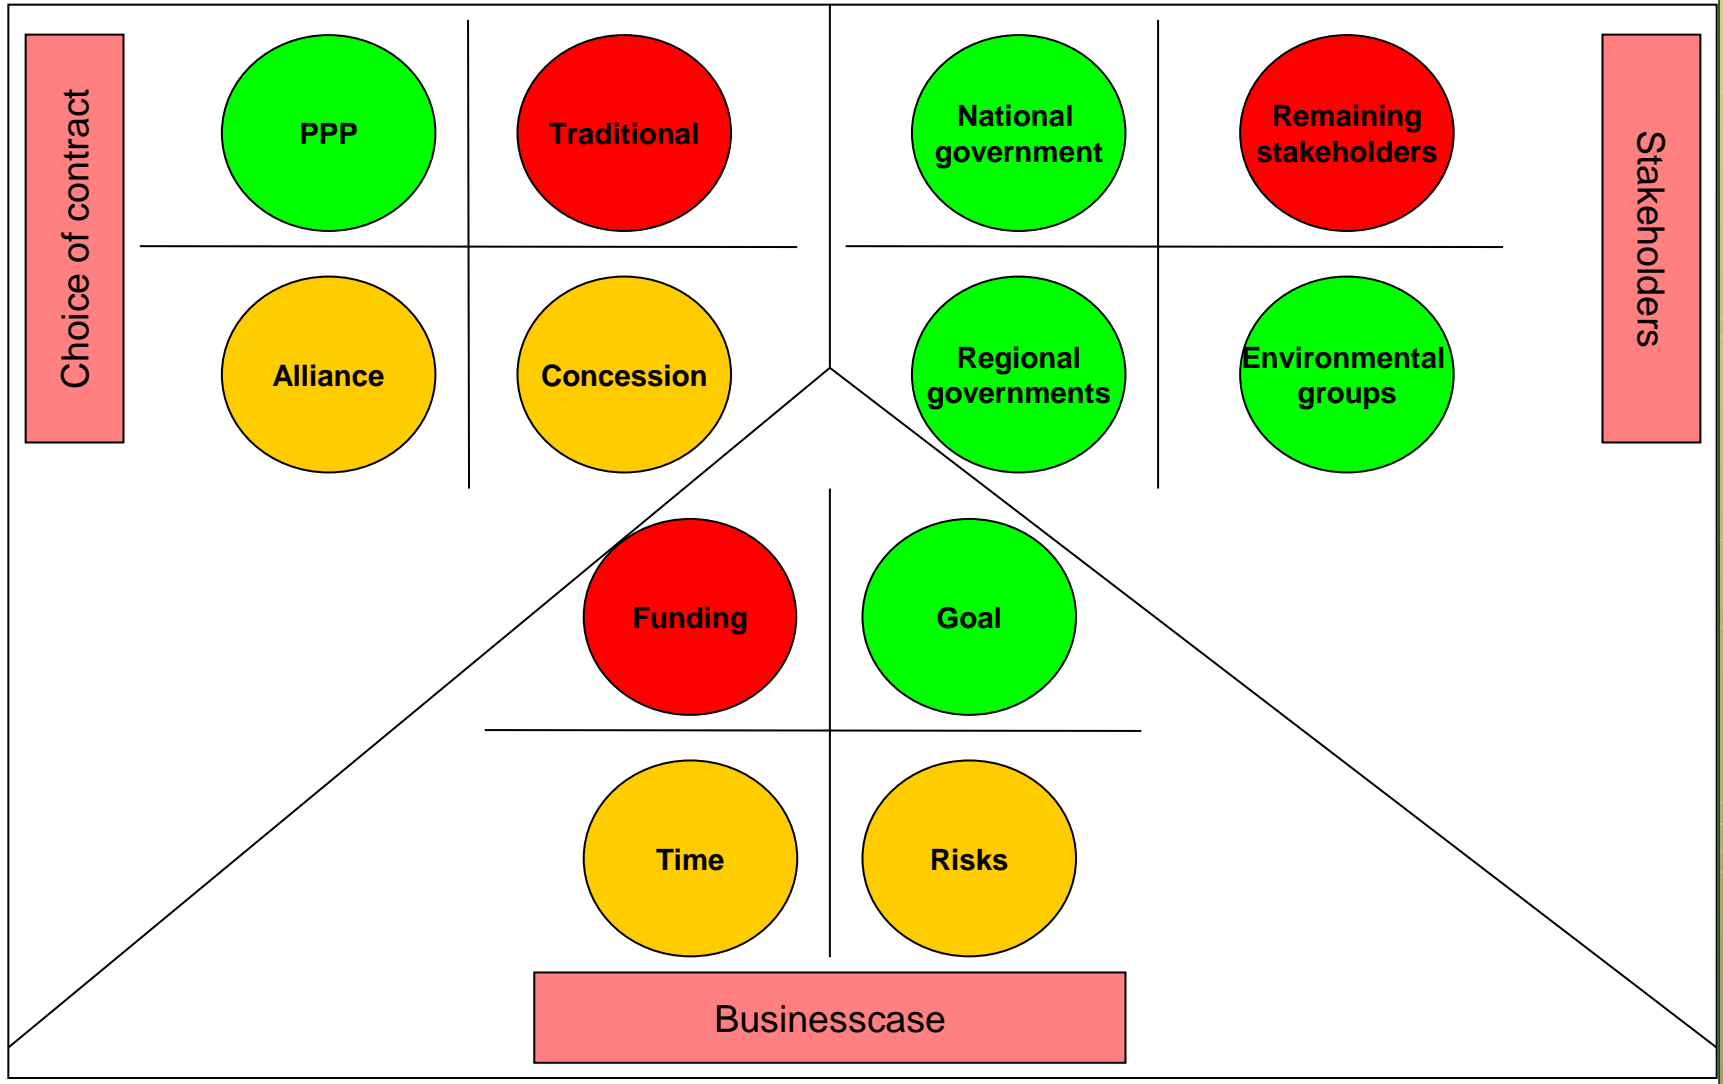 Choice of contract
PPP
Traditional
Alliance
Concession
National
government
Remaining
stakeholders
Regional
governments
Environmental
groups
Stakeholders
Funding
Goal
Time
Risks
Businesscase